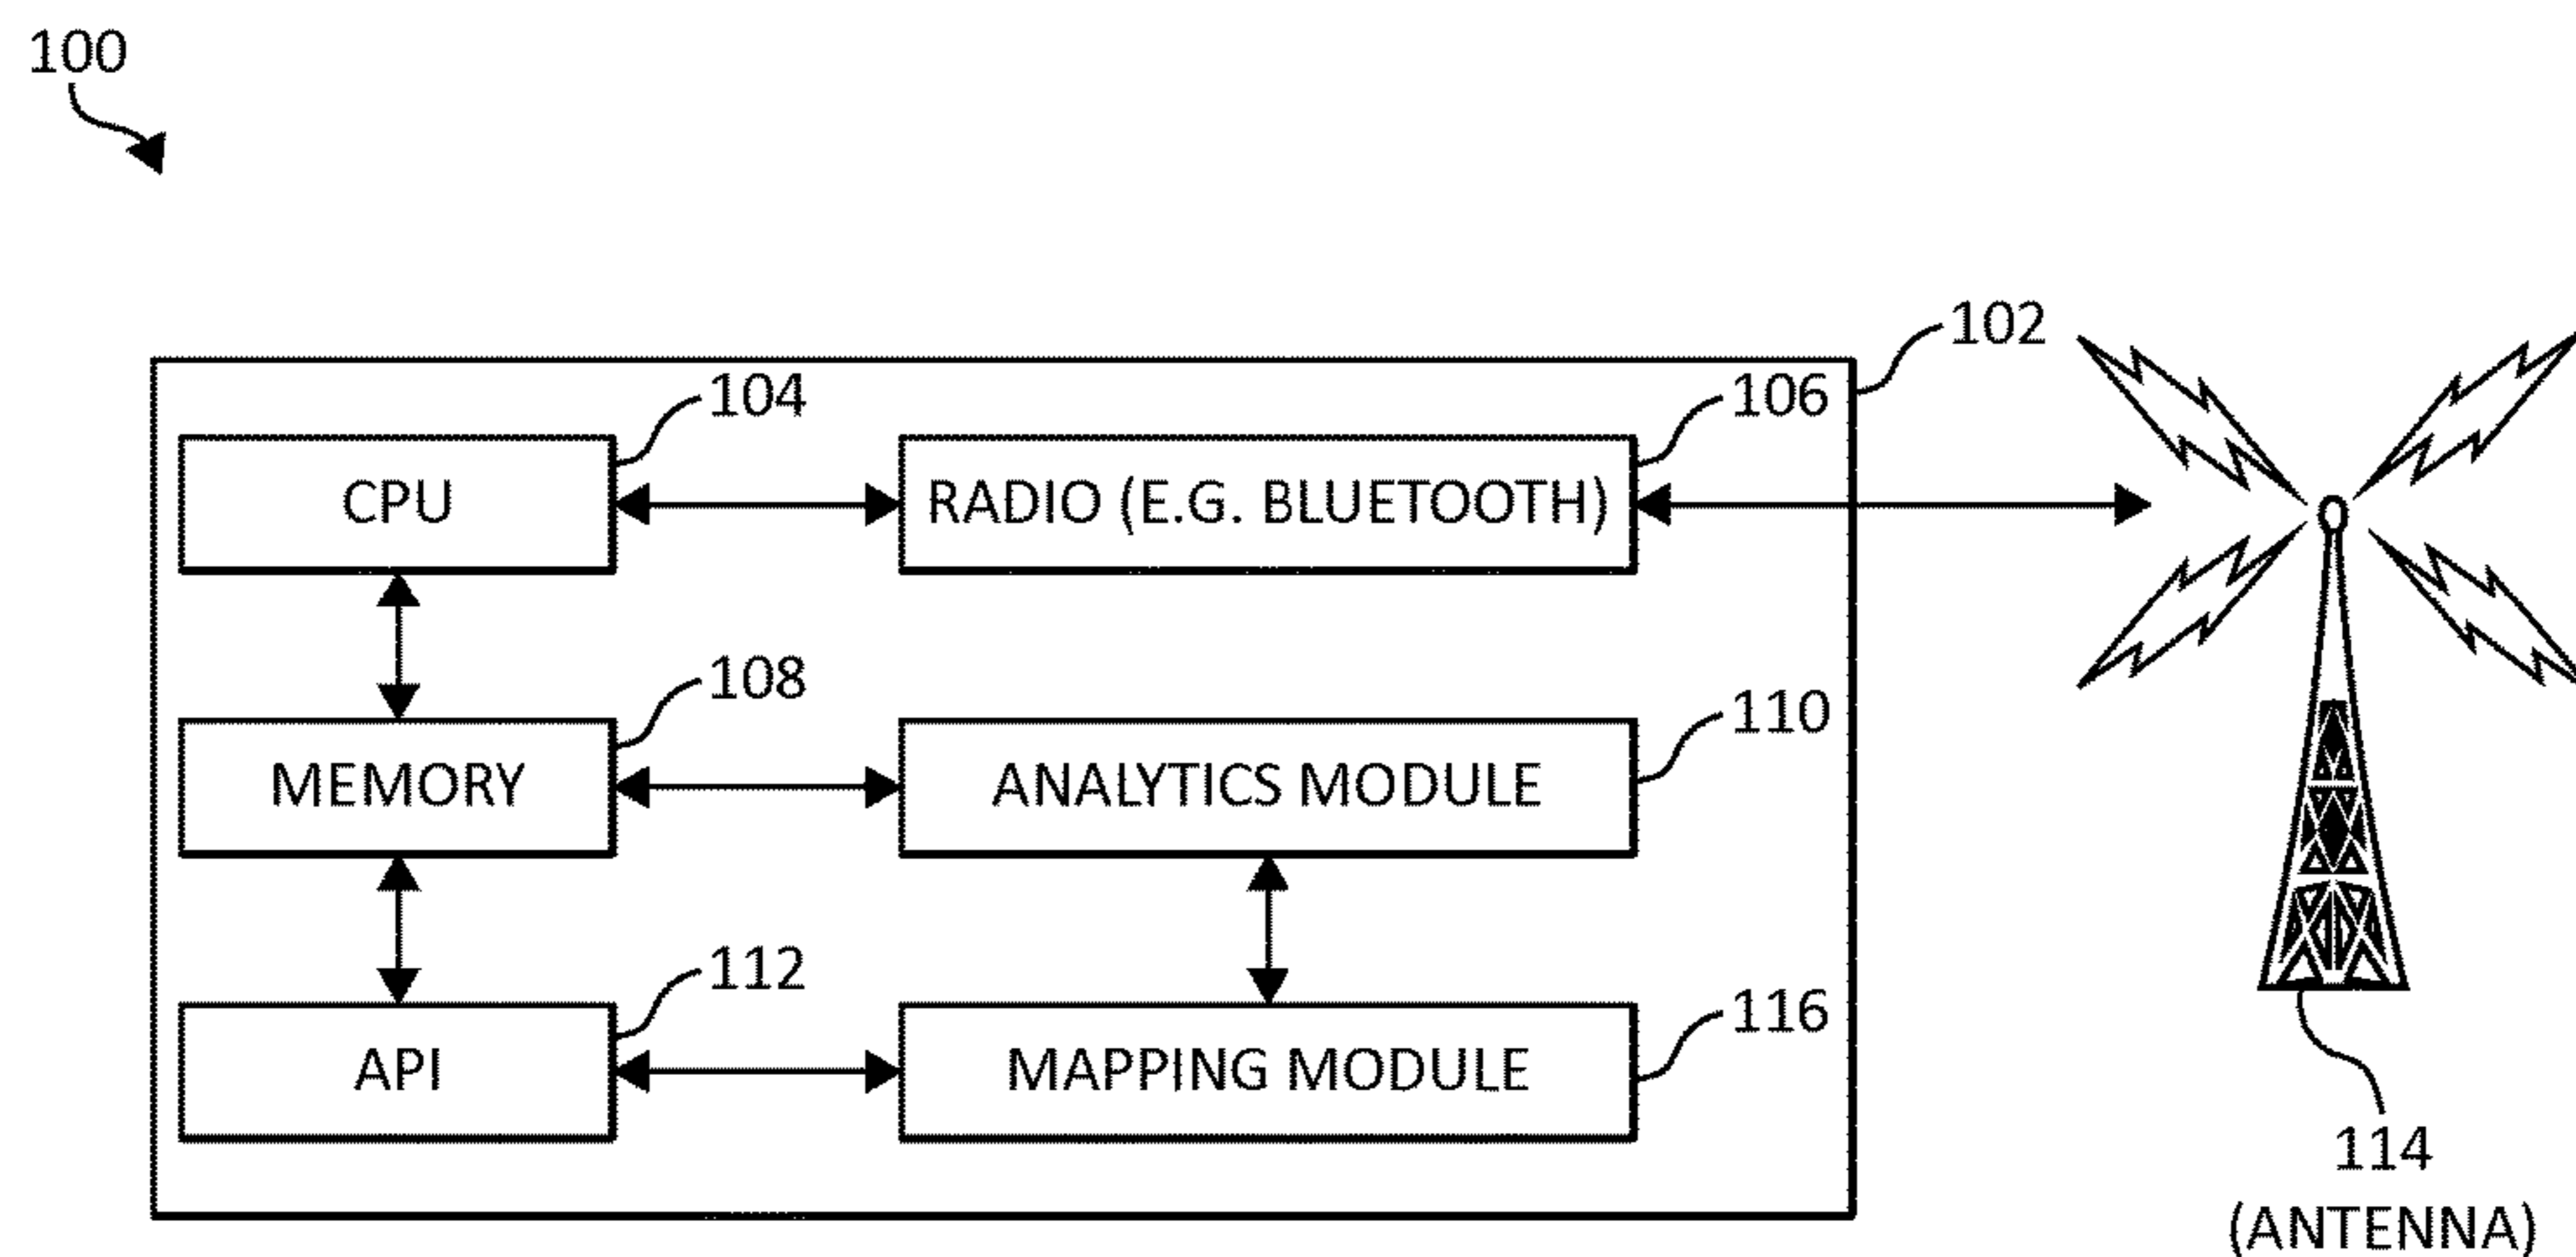 100
102
104
106
CPU
RADIO (E.G. BLUETOOTH)
108
110
MEMORY
ANALYTICS MODULE
112
116
API
MAPPING MODULE
114
(ANTENNA)